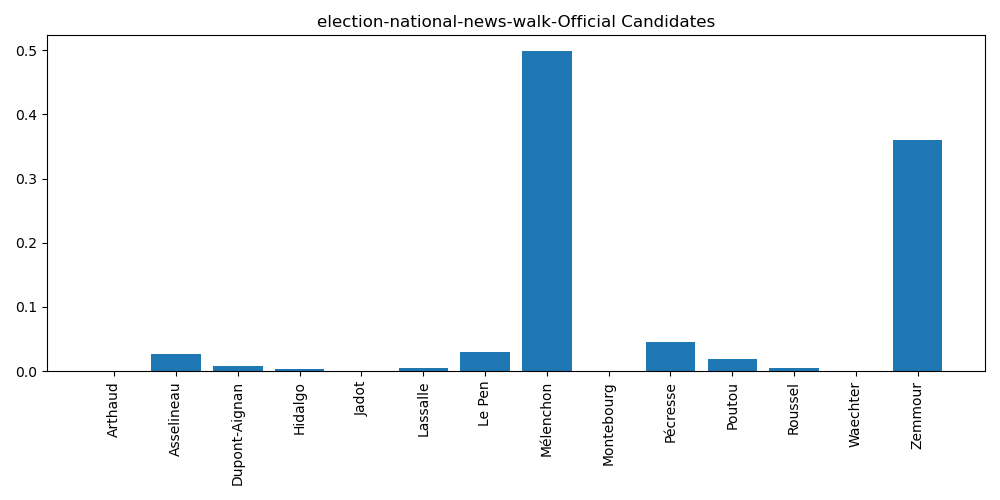 election-national-news-walk-Official Candidates
0.5
0.4
0.3
0.2
0.1
0.0
Arthaud
Asselineau
Dupont-Aignan
Hidalgo
Jadot
Lassalle
Le Pen
Mélenchon
Montebourg
Pécresse
Poutou
Roussel
Waechter
Zemmour